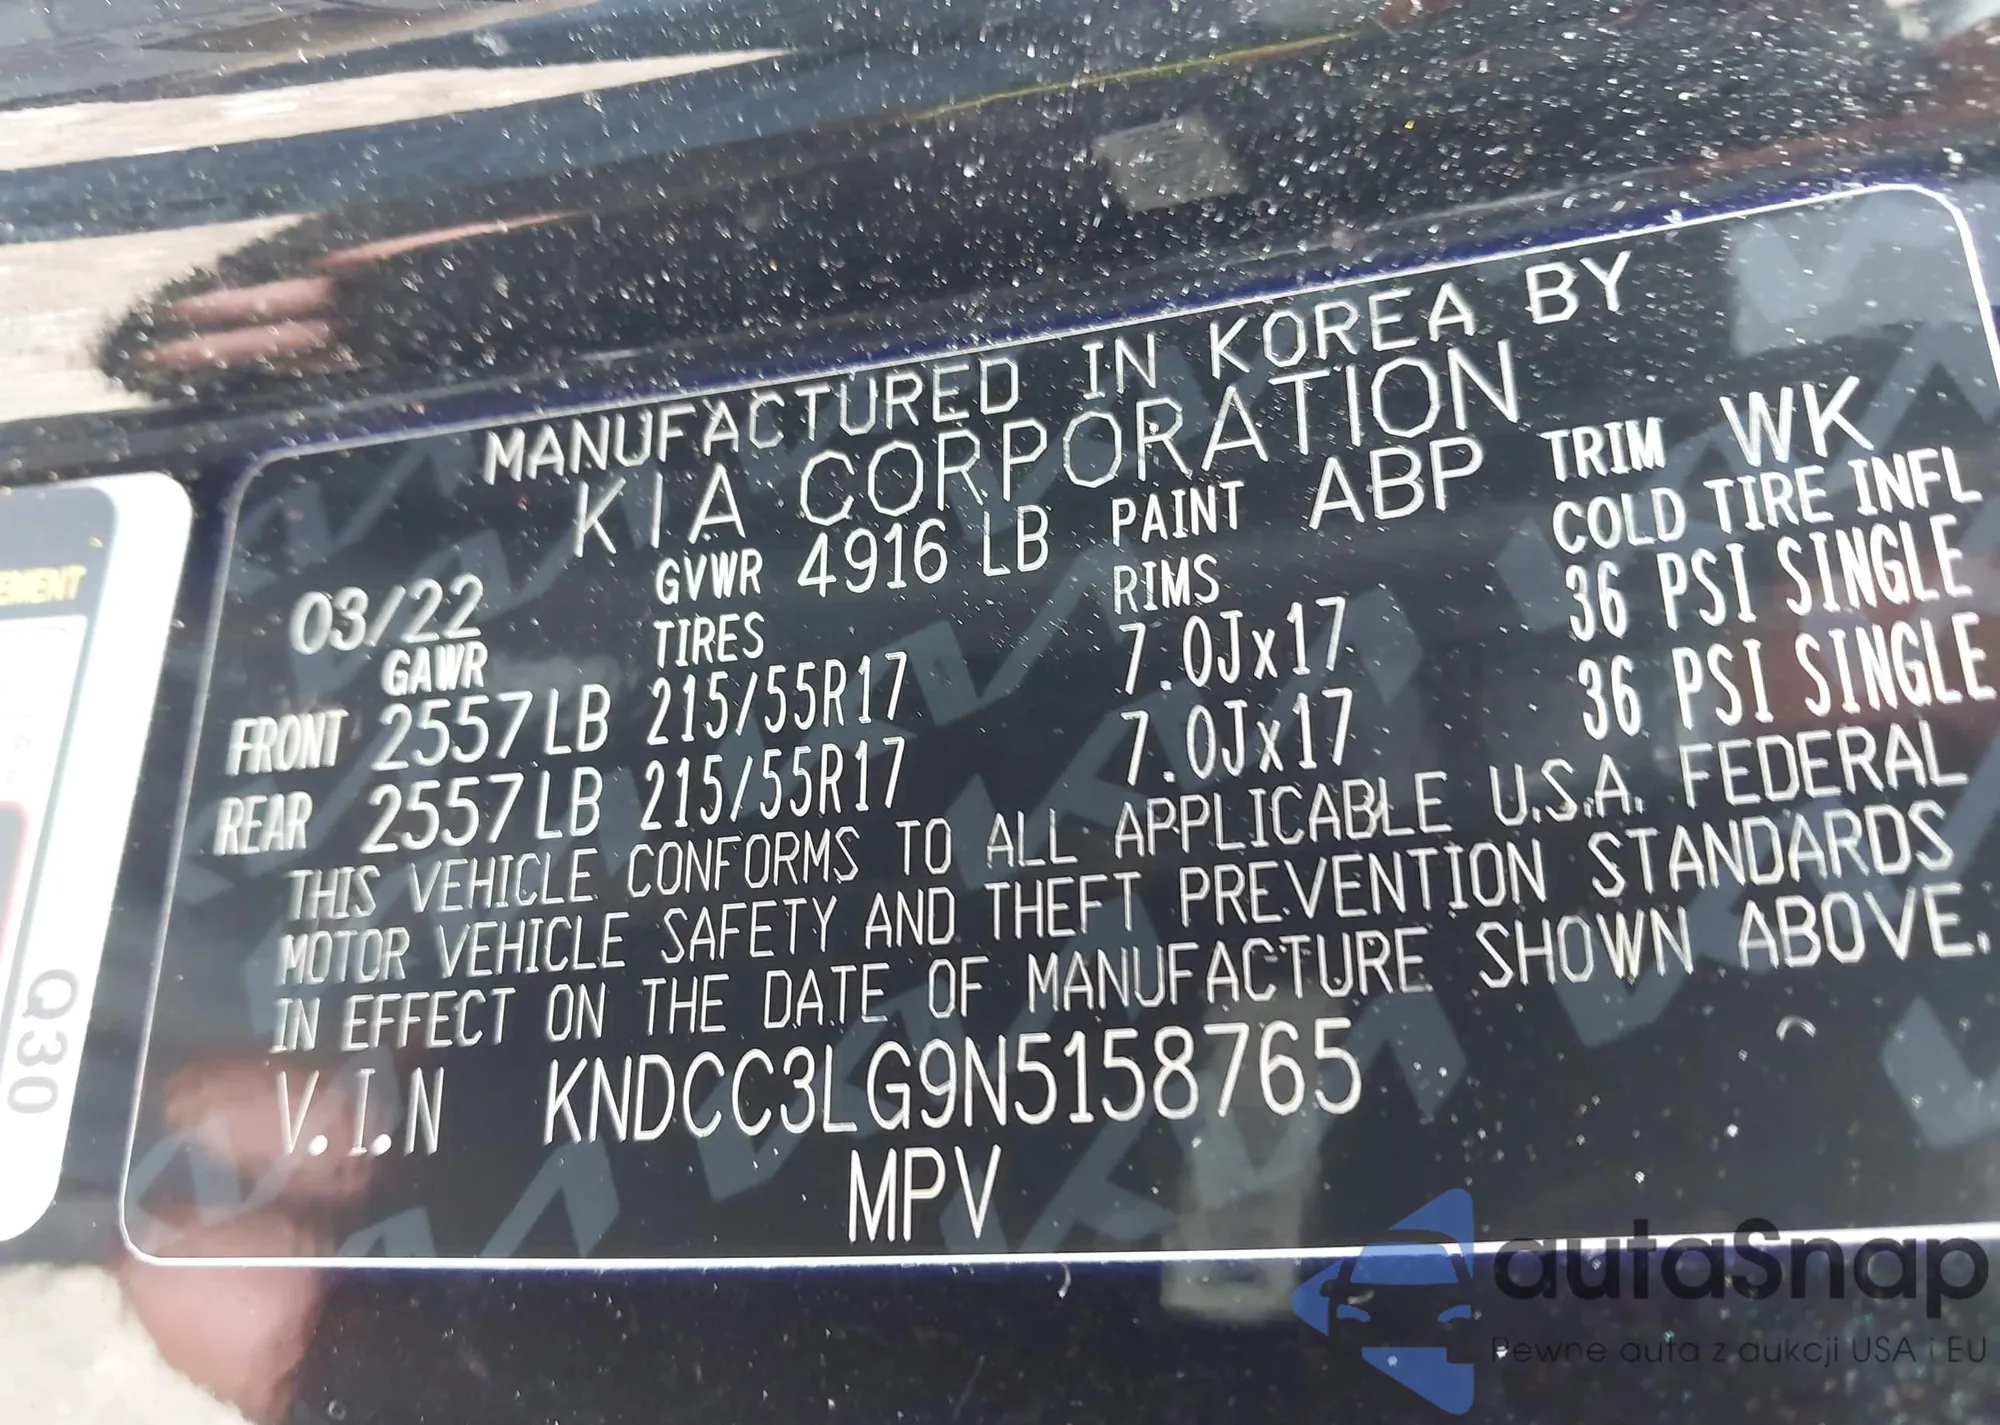 MANUFACTURED IN KOREA BY
KIA CORPORATION
03/22 GVWR 4916 LB PAINT ABP TRIM WK
GAWR TIRES RIMS COLD TIRE INFL
FRONT 2557LB 215/55R17 7.0Jx17 36 PSI SINGLE
REAR 2557LB 215/55R17 7.0Jx17 36 PSI SINGLE
THIS VEHICLE CONFORMS TO ALL APPLICABLE U.S.A. FEDERAL
MOTOR VEHICLE SAFETY AND THEFT PREVENTION STANDARDS
IN EFFECT ON THE DATE OF MANUFACTURE SHOWN ABOVE.
V.I.N KNDCC3LG9N5158765
MPV
Q30
autaSnap
Pewne auta z aukcji USA i EU